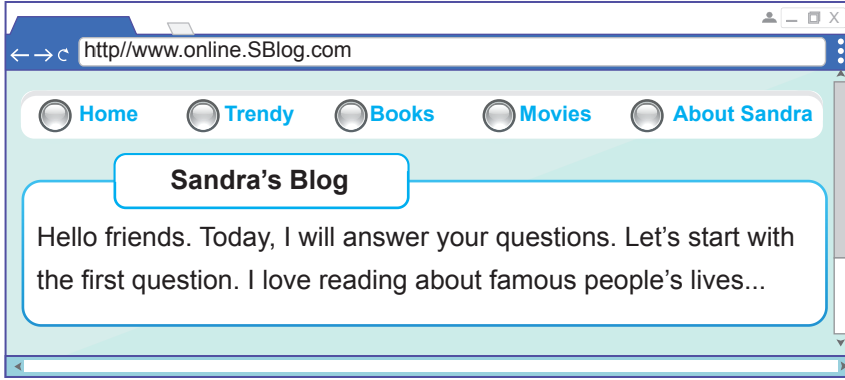 http//www.online.SBlog.com
Home Trendy Books Movies About Sandra
Sandra’s Blog
Hello friends. Today, I will answer your questions. Let’s start with
the first question. I love reading about famous people’s lives...